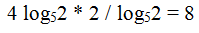 4 log₅2 * 2 / log₅2 = 8